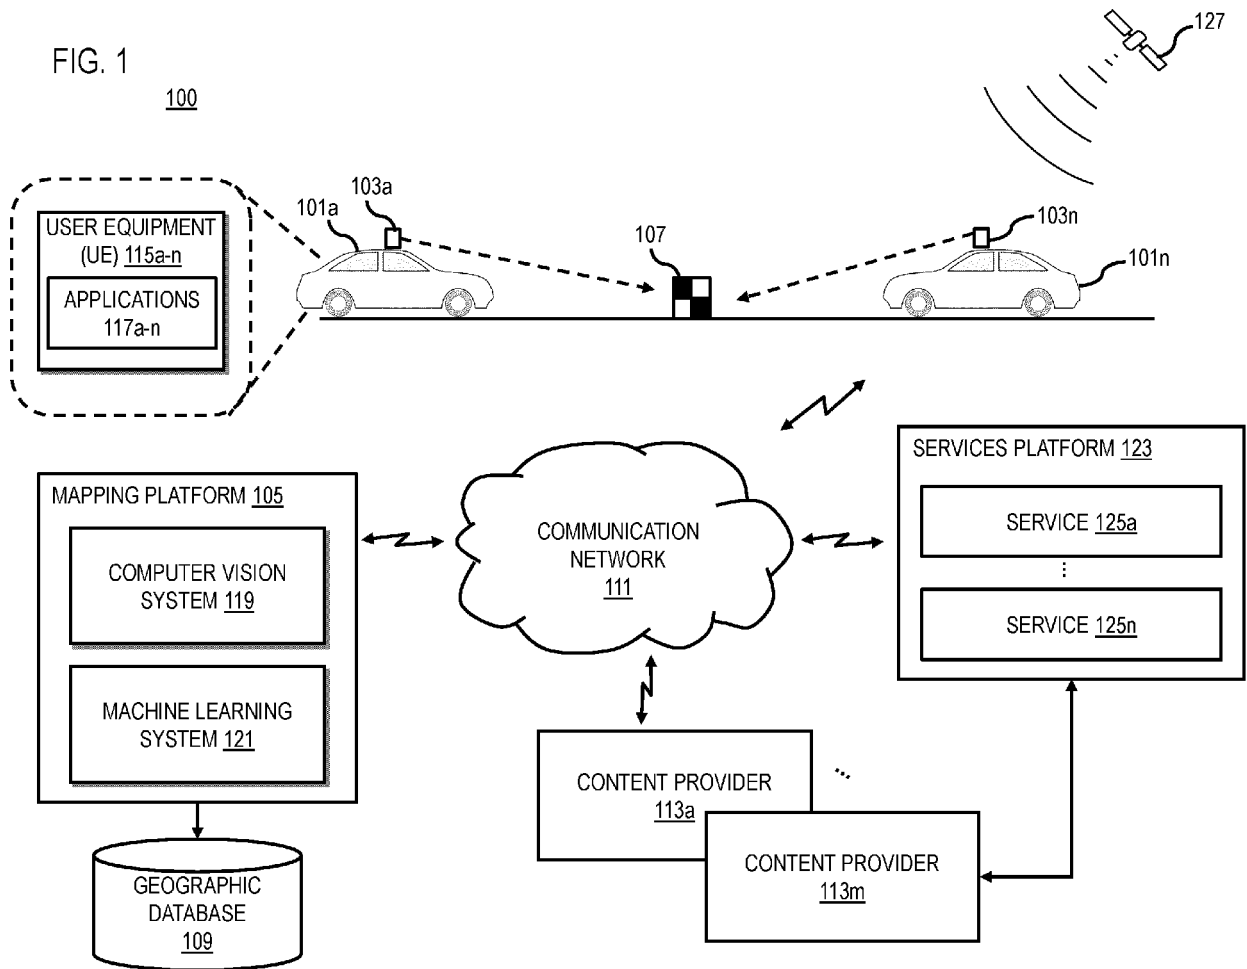 FIG. 1
100
127
103a
101a
103n
107
101n
USER EQUIPMENT
(UE) 115a-n
APPLICATIONS
117a-n
MAPPING PLATFORM 105
COMPUTER VISION
SYSTEM 119
MACHINE LEARNING
SYSTEM 121
GEOGRAPHIC
DATABASE
109
COMMUNICATION
NETWORK
111
SERVICES PLATFORM 123
SERVICE 125a
⋮
SERVICE 125n
CONTENT PROVIDER
113a
...
CONTENT PROVIDER
113m